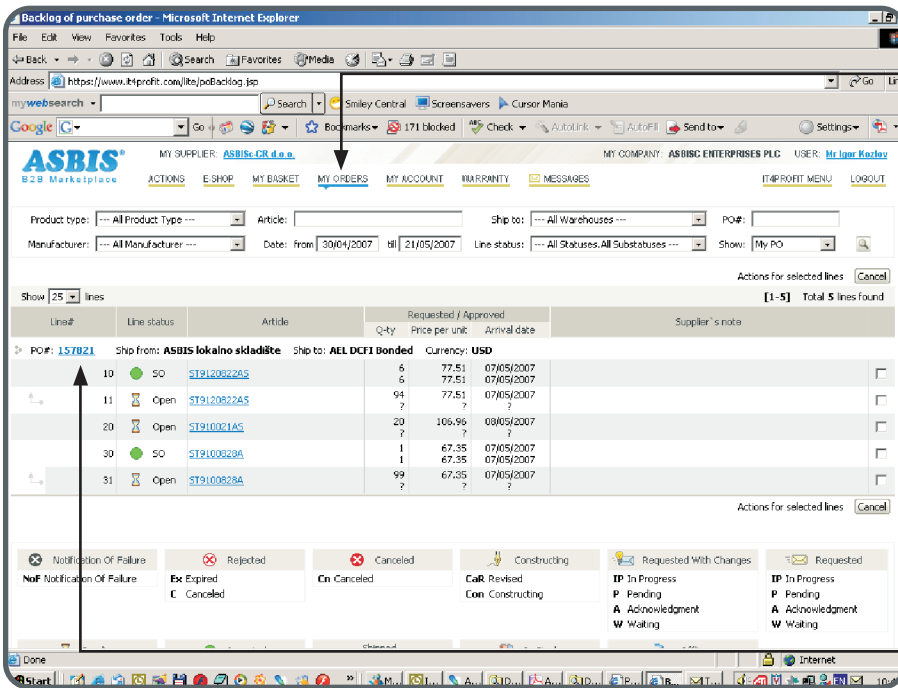 Backlog of purchase order - Microsoft Internet Explorer
File Edit View Favorites Tools Help
Back Search Favorites Media
Address https://www.it4profit.com/lite/poBacklog.jsp Go
mywebsearch Search Smiley Central Screensavers Cursor Mania
Google G Go Bookmarks 171 blocked Check AutoLink AutoFill Send to Settings
ASBIS MY SUPPLIER: ASBISc-CR d.o.o. MY COMPANY: ASBISC ENTERPRISES PLC USER: Mr Igor Kozlov
B2B Marketplace ACTIONS E.SHOP MY BASKET MY ORDERS MY ACCOUNT WARRANTY MESSAGES IT4PROFIT MENU LOGOUT
Product type: --- All Product Type --- Article: Ship to: --- All Warehouses --- PO#:
Manufacturer: --- All Manufacturer --- Date: from 30/04/2007 till 21/05/2007 Line status: --- All Statuses.All Substatuses --- Show: My PO
Actions for selected lines Cancel
Show 25 lines [1-5] Total 5 lines found
Line# Line status Article Requested / Approved Supplier`s note
Q-ty Price per unit Arrival date
PO#: 157821 Ship from: ASBIS lokalno skladište Ship to: AEL DCFI Bonded Currency: USD
10 SO ST9120822AS 6 77.51 07/05/2007
6 77.51 07/05/2007
11 Open ST9120822AS 94 77.51 07/05/2007
? ? ?
20 Open ST910021AS 20 106.96 08/05/2007
? ? ?
30 SO ST9100828A 1 67.35 07/05/2007
1 67.35 07/05/2007
31 Open ST9100828A 99 67.35 07/05/2007
? ? ?
Actions for selected lines Cancel
Notification Of Failure Rejected Canceled Constructing Requested With Changes Requested
NoF Notification Of Failure Ex Expired Cn Canceled CaR Revised IP In Progress IP In Progress
C Canceled Con Constructing P Pending P Pending
A Acknowledgment A Acknowledgment
W Waiting W Waiting
Shipped
Done Internet
Start